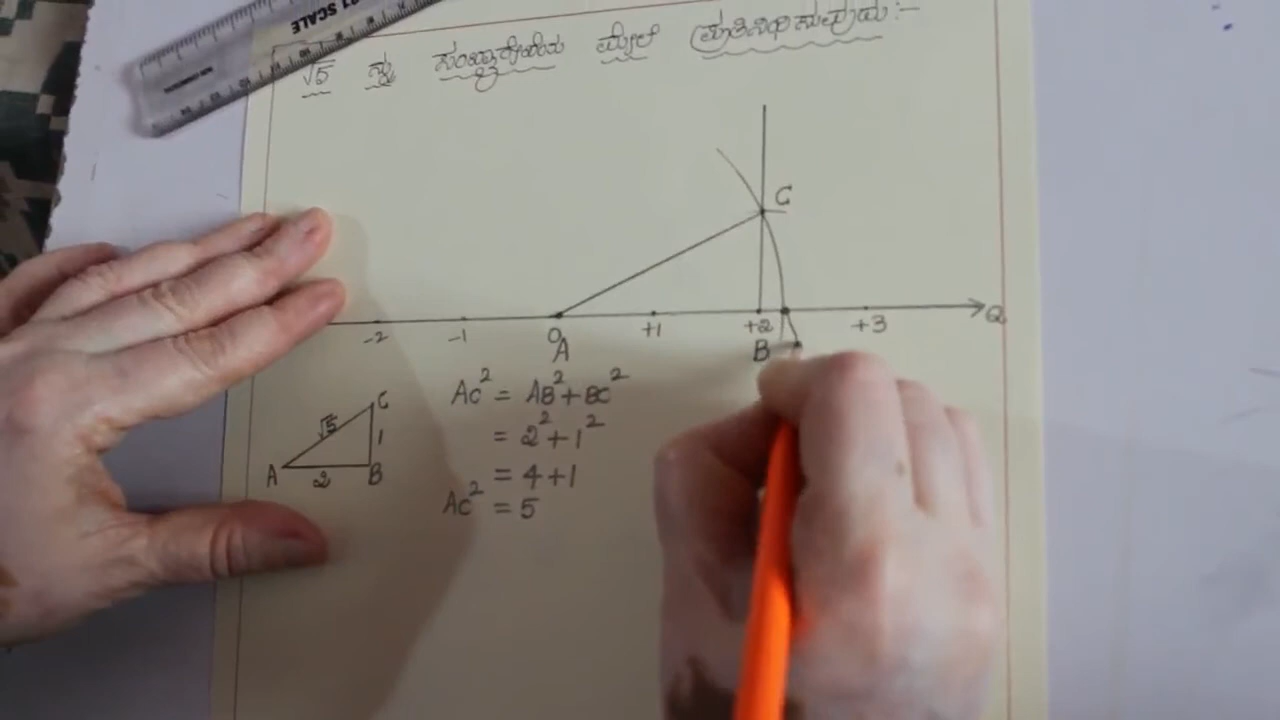 SCALE
√5 ನ್ನು ಸಂಖ್ಯಾರೇಖೆಯ ಮೇಲೆ ಪ್ರತಿನಿಧಿಸುವುದು:-
C
-2 -1 0 +1 +2 +3 Q
A B
AC² = AB² + BC²
= 2² + 1²
= 4+1
AC² = 5
C
√5 1
A 2 B